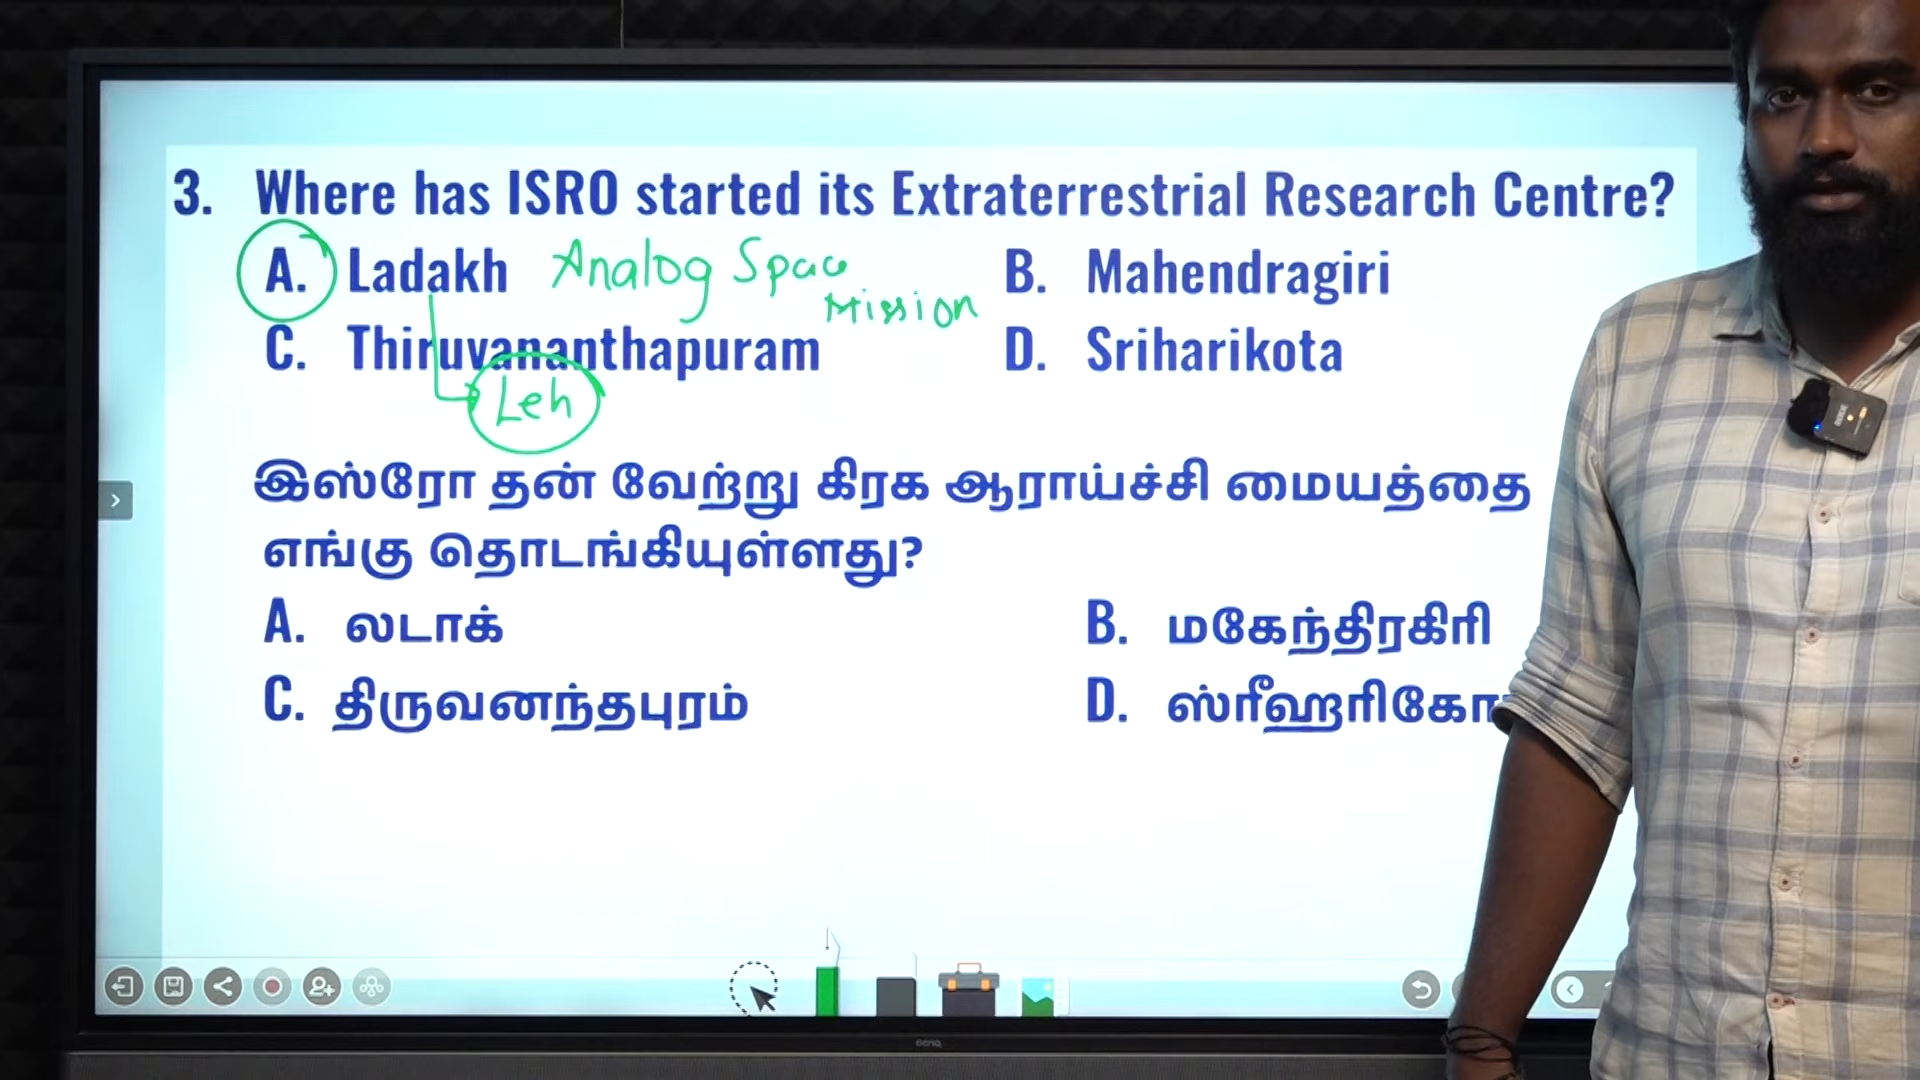 3. Where has ISRO started its Extraterrestrial Research Centre?
A. Ladakh Analog Space Mission B. Mahendragiri
C. Thiruvananthapuram D. Sriharikota
Leh
இஸ்ரோ தன் வேற்று கிரக ஆராய்ச்சி மையத்தை
எங்கு தொடங்கியுள்ளது?
A. லடாக் B. மகேந்திரகிரி
C. திருவனந்தபுரம் D. ஸ்ரீஹரிகோ
BenQ